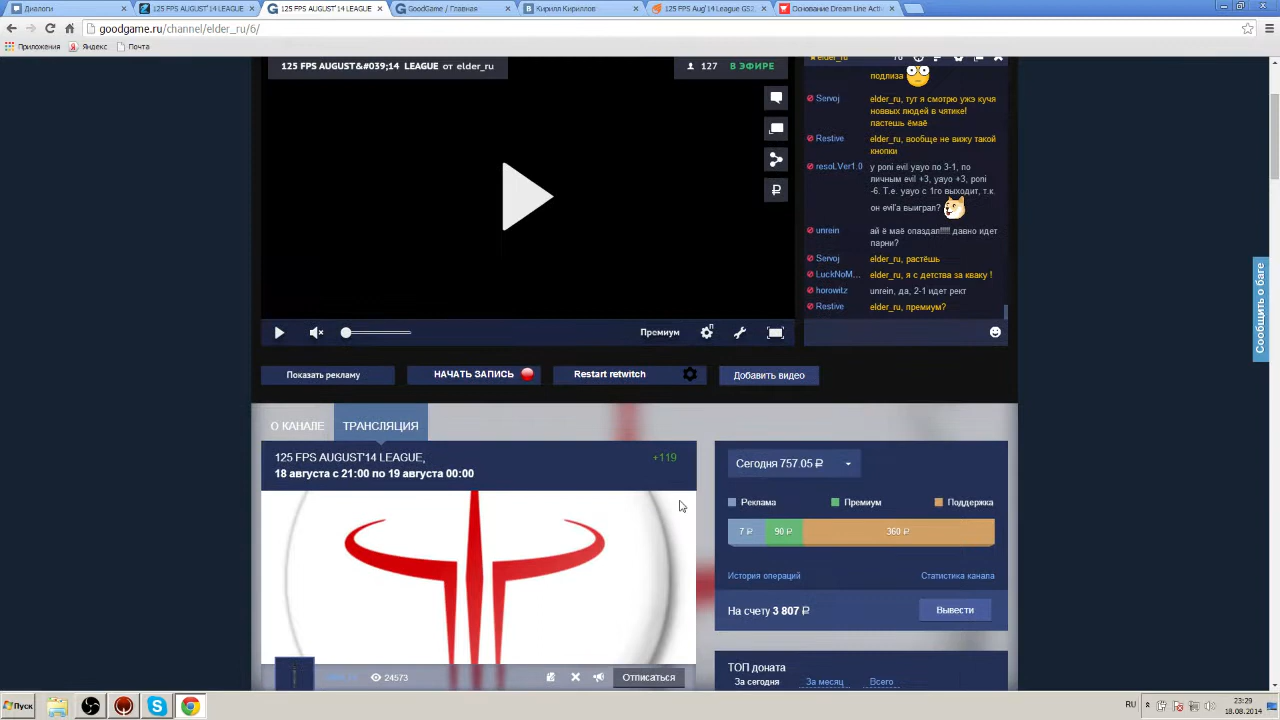 Диалоги
125 FPS AUGUST'14 LEAGUE
125 FPS AUGUST'14 LEAGUE,
GoodGame / Главная
Кирилл Кириллов
125 FPS Aug'14 League GS2
Основание Dream Line Acti
goodgame.ru/channel/elder_ru/6/
Приложения
Яндекс
Почта
125 FPS AUGUST&#039;14 LEAGUE от elder_ru
127 В ЭФИРЕ
elder_ru
подлиза
Servoj elder_ru, тут я смотрю ужэ кучя
новвых людей в чятике!
пастешь ёмаё
Restive elder_ru, вообще не вижу такой
кнопки
resoLVer1.0 у poni evil yayo по 3-1, по
личным evil +3, yayo +3, poni
-6. Т.е. yayo с 1го выходит, т.к.
он evil'a выиграл?
unrein ай ё маё опаздал!!!!! давно идет
парни?
Servoj elder_ru, растёшь
LuckNoM... elder_ru, я с детства за кваку !
horowitz unrein, да, 2-1 идет рект
Restive elder_ru, премиум?
Премиум
Показать рекламу
НАЧАТЬ ЗАПИСЬ
Restart retwitch
Добавить видео
Сообщить о баге
О КАНАЛЕ
ТРАНСЛЯЦИЯ
125 FPS AUGUST'14 LEAGUE,
+119
18 августа с 21:00 по 19 августа 00:00
24573
Отписаться
Сегодня 757.05 ₽
Реклама
Премиум
Поддержка
7 ₽
90 ₽
360 ₽
История операций
Статистика канала
На счету 3 807 ₽
Вывести
ТОП доната
За сегодня
За месяц
Всего
Пуск
RU
23:29
18.08.2014